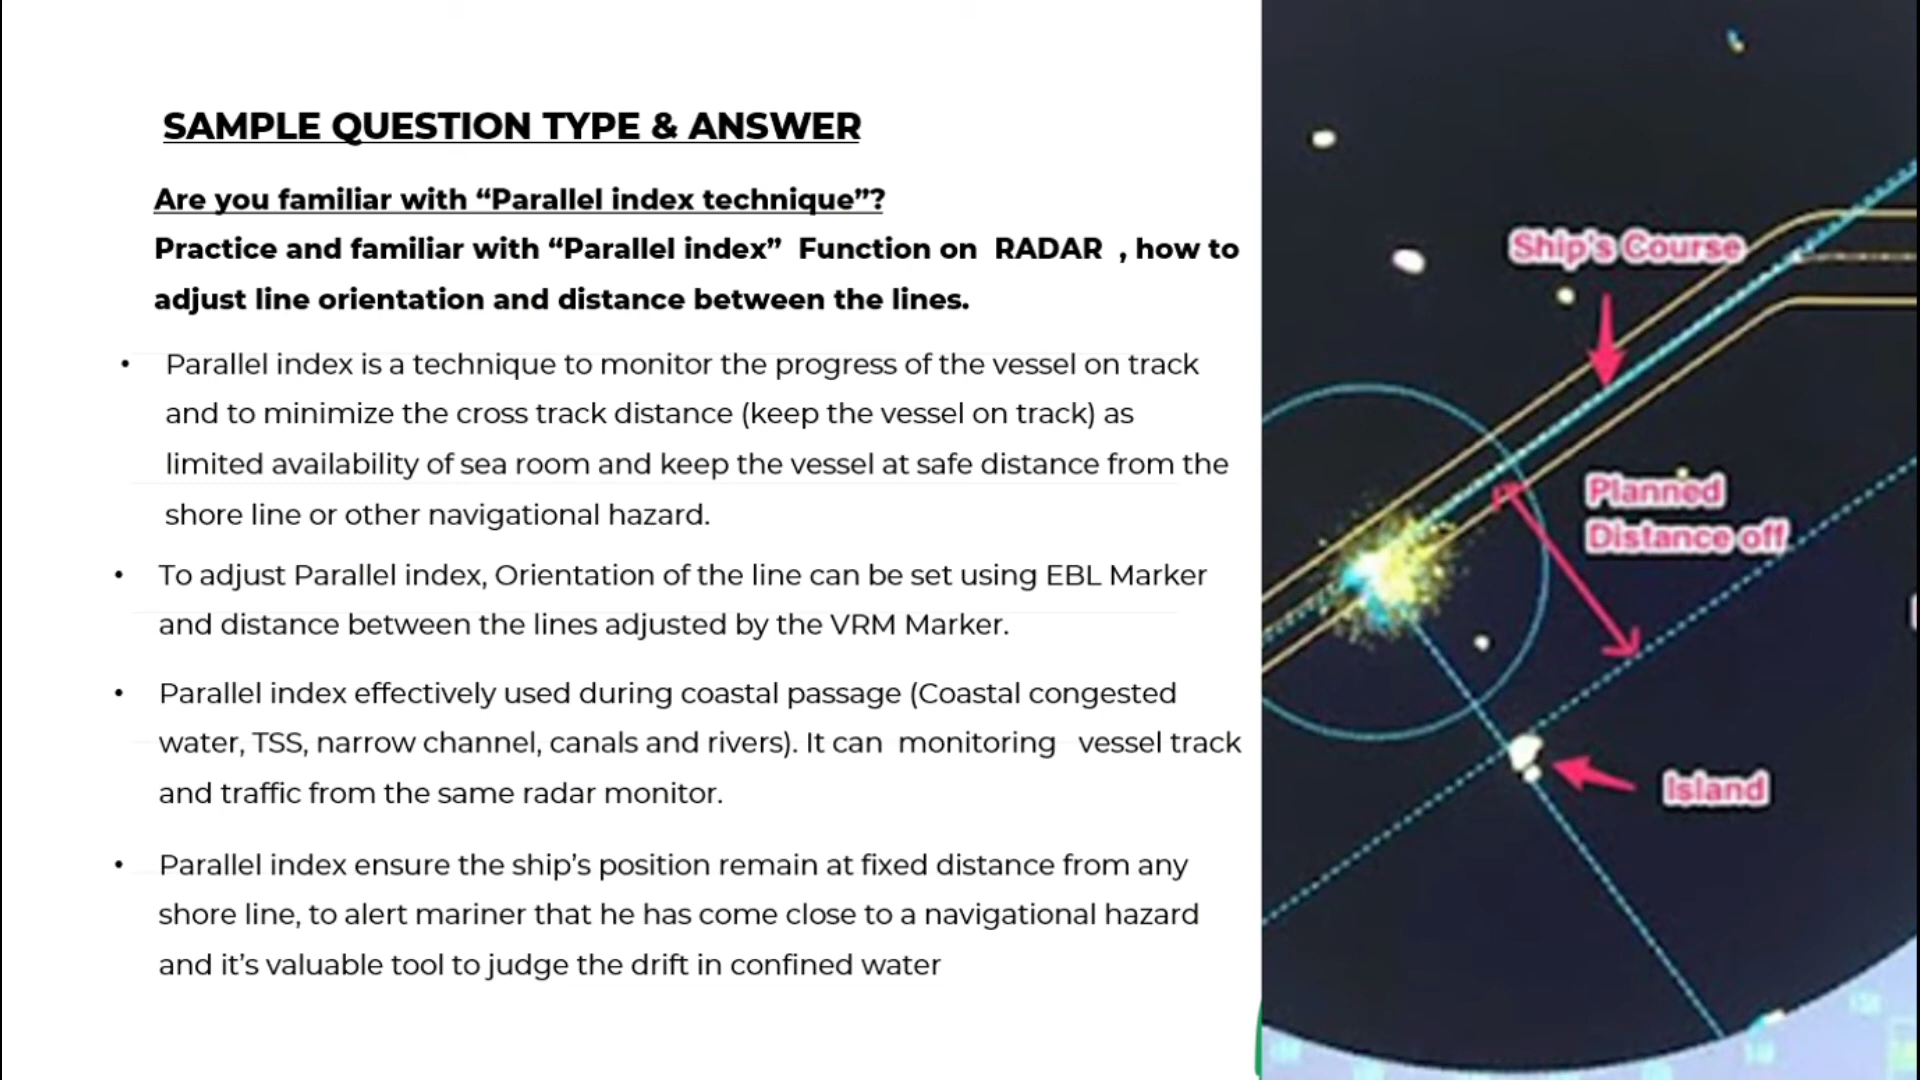 SAMPLE QUESTION TYPE & ANSWER
Are you familiar with “Parallel index technique”?
Practice and familiar with “Parallel index” Function on RADAR , how to
adjust line orientation and distance between the lines.
• Parallel index is a technique to monitor the progress of the vessel on track
and to minimize the cross track distance (keep the vessel on track) as
limited availability of sea room and keep the vessel at safe distance from the
shore line or other navigational hazard.
• To adjust Parallel index, Orientation of the line can be set using EBL Marker
and distance between the lines adjusted by the VRM Marker.
• Parallel index effectively used during coastal passage (Coastal congested
water, TSS, narrow channel, canals and rivers). It can monitoring vessel track
and traffic from the same radar monitor.
• Parallel index ensure the ship’s position remain at fixed distance from any
shore line, to alert mariner that he has come close to a navigational hazard
and it’s valuable tool to judge the drift in confined water
Ship's Course
Planned
Distance off
Island